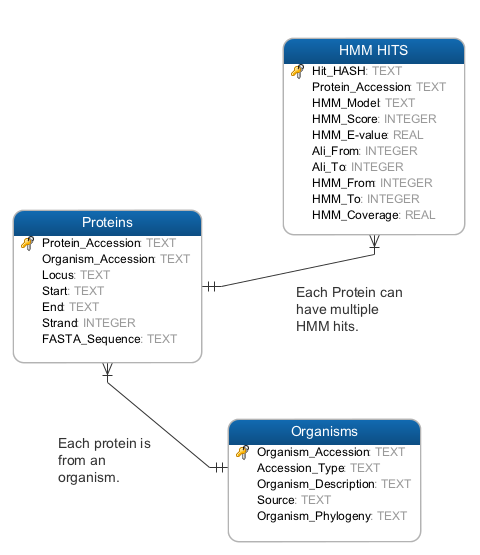 HMM HITS
Hit_HASH: TEXT
Protein_Accession: TEXT
HMM_Model: TEXT
HMM_Score: INTEGER
HMM_E-value: REAL
Ali_From: INTEGER
Ali_To: INTEGER
HMM_From: INTEGER
HMM_To: INTEGER
HMM_Coverage: REAL
Proteins
Protein_Accession: TEXT
Organism_Accession: TEXT
Locus: TEXT
Start: TEXT
End: TEXT
Strand: INTEGER
FASTA_Sequence: TEXT
Each Protein can
have multiple
HMM hits.
Each protein is
from an
organism.
Organisms
Organism_Accession: TEXT
Accession_Type: TEXT
Organism_Description: TEXT
Source: TEXT
Organism_Phylogeny: TEXT